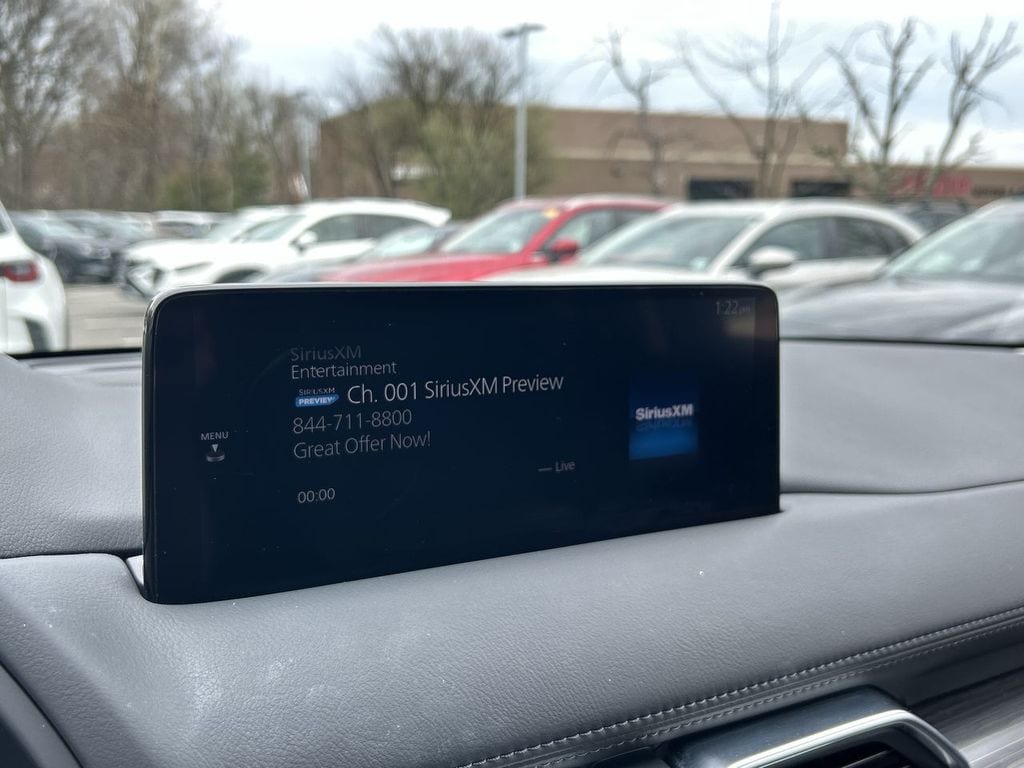 1:22 pm
SiriusXM
Entertainment
SIRIUSXM
PREVIEW
Ch. 001 SiriusXM Preview
844-711-8800
Great Offer Now!
SiriusXM
MENU
Live
00:00